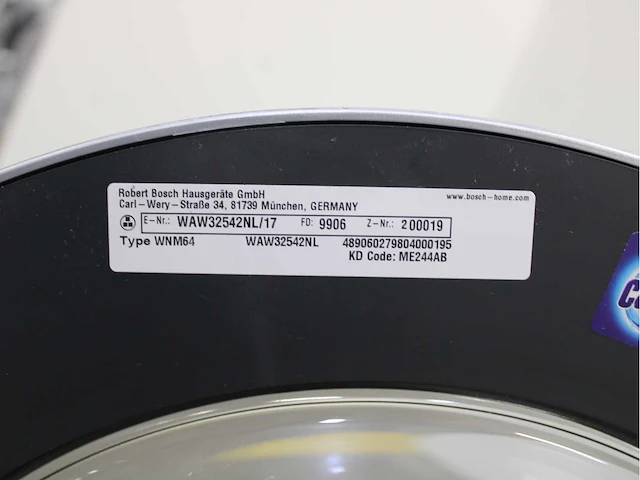 Robert Bosch Hausgeräte GmbH
Carl-Wery-Straße 34, 81739 München, GERMANY
www.bosch-home.com
E-Nr.: WAW32542NL/17 FD: 9906 Z-Nr.: 200019
Type WNM64 WAW32542NL 489060279804000195
KD Code: ME244AB